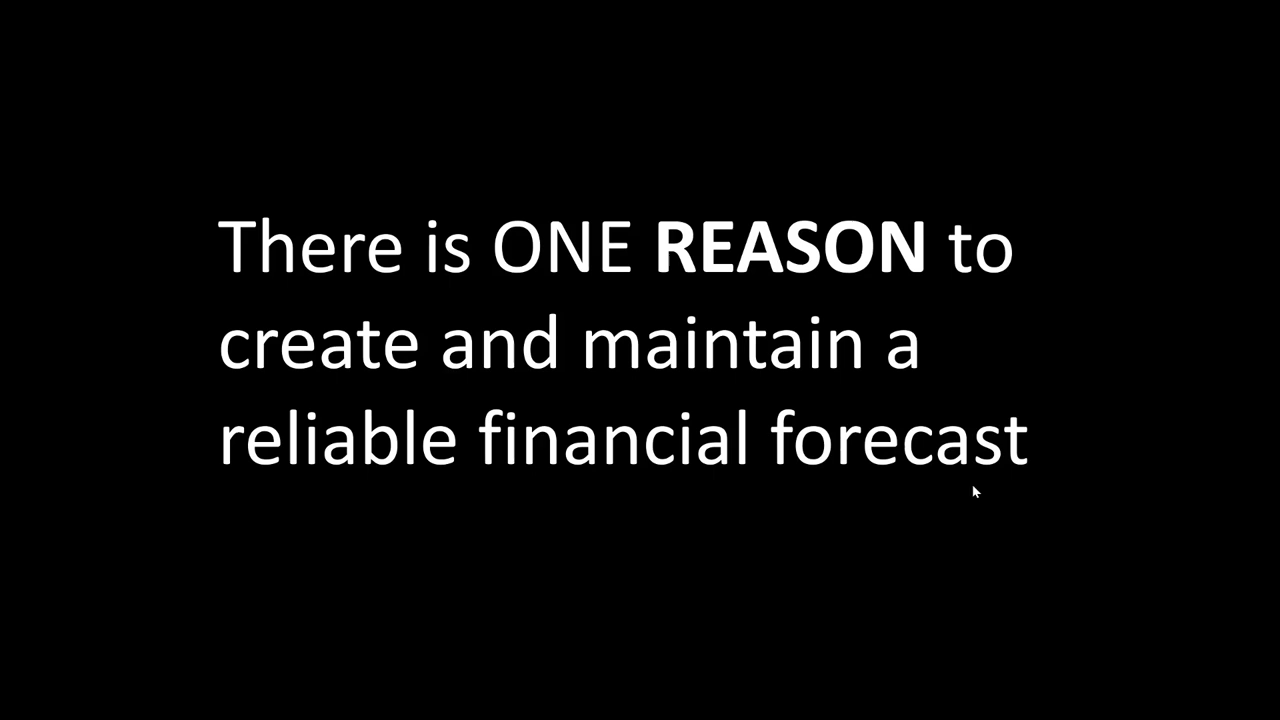 There is ONE REASON to
create and maintain a
reliable financial forecast